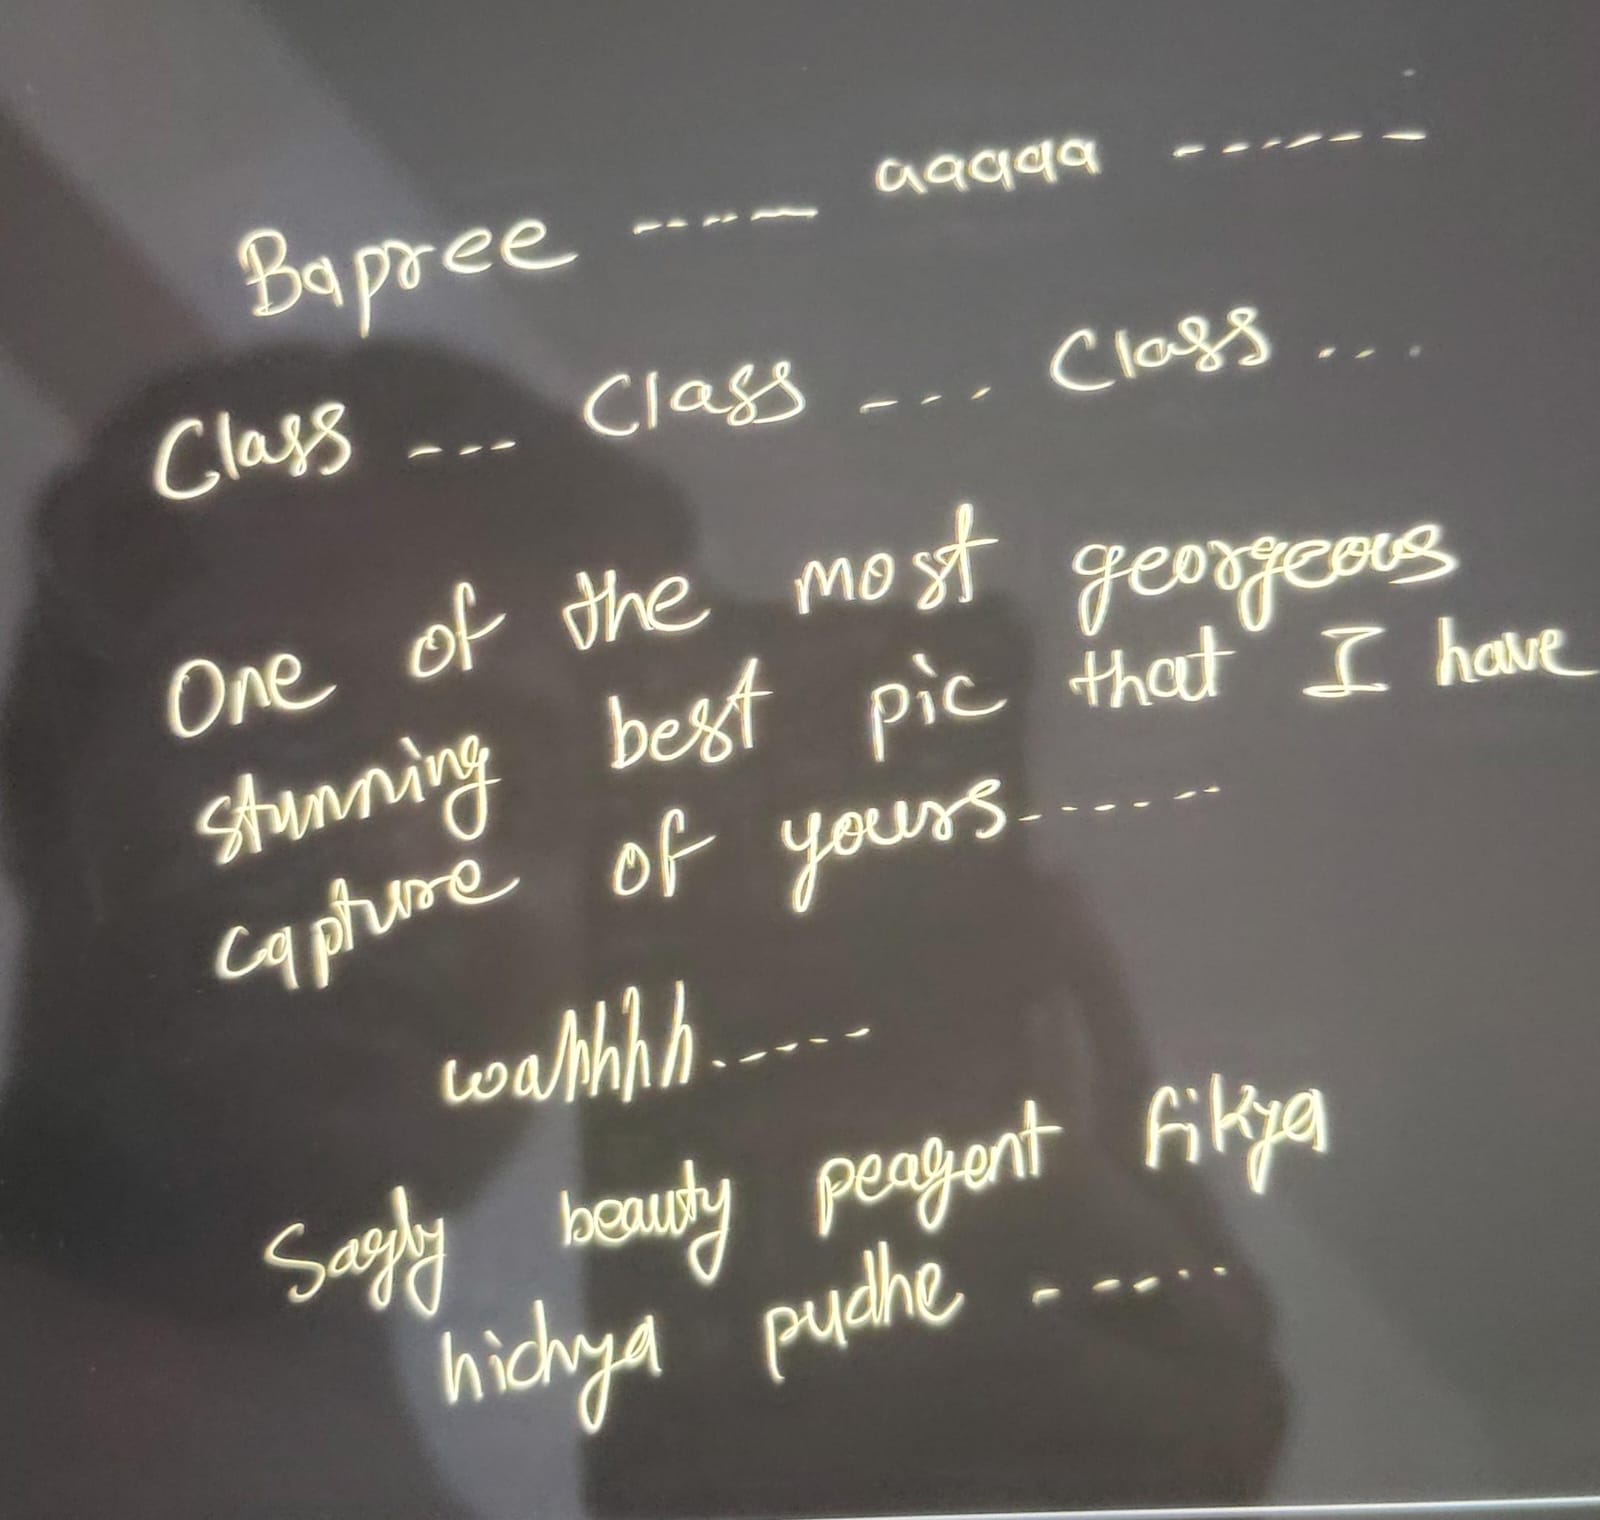 Bapree ----- aaaaa ------
Class --- Class ---- Class ....
One of the most georgeous
stunning best pic that I have
capture of yours.------
wahhhh.-----
Sagly beauty peagent fikya
hichya pudhe -----